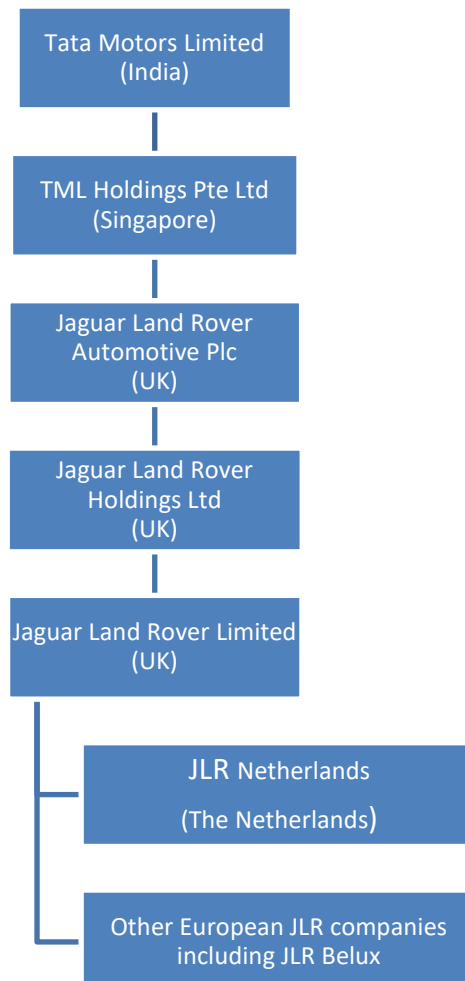 Tata Motors Limited
(India)
TML Holdings Pte Ltd
(Singapore)
Jaguar Land Rover
Automotive Plc
(UK)
Jaguar Land Rover
Holdings Ltd
(UK)
Jaguar Land Rover Limited
(UK)
JLR Netherlands
(The Netherlands)
Other European JLR companies
including JLR Belux